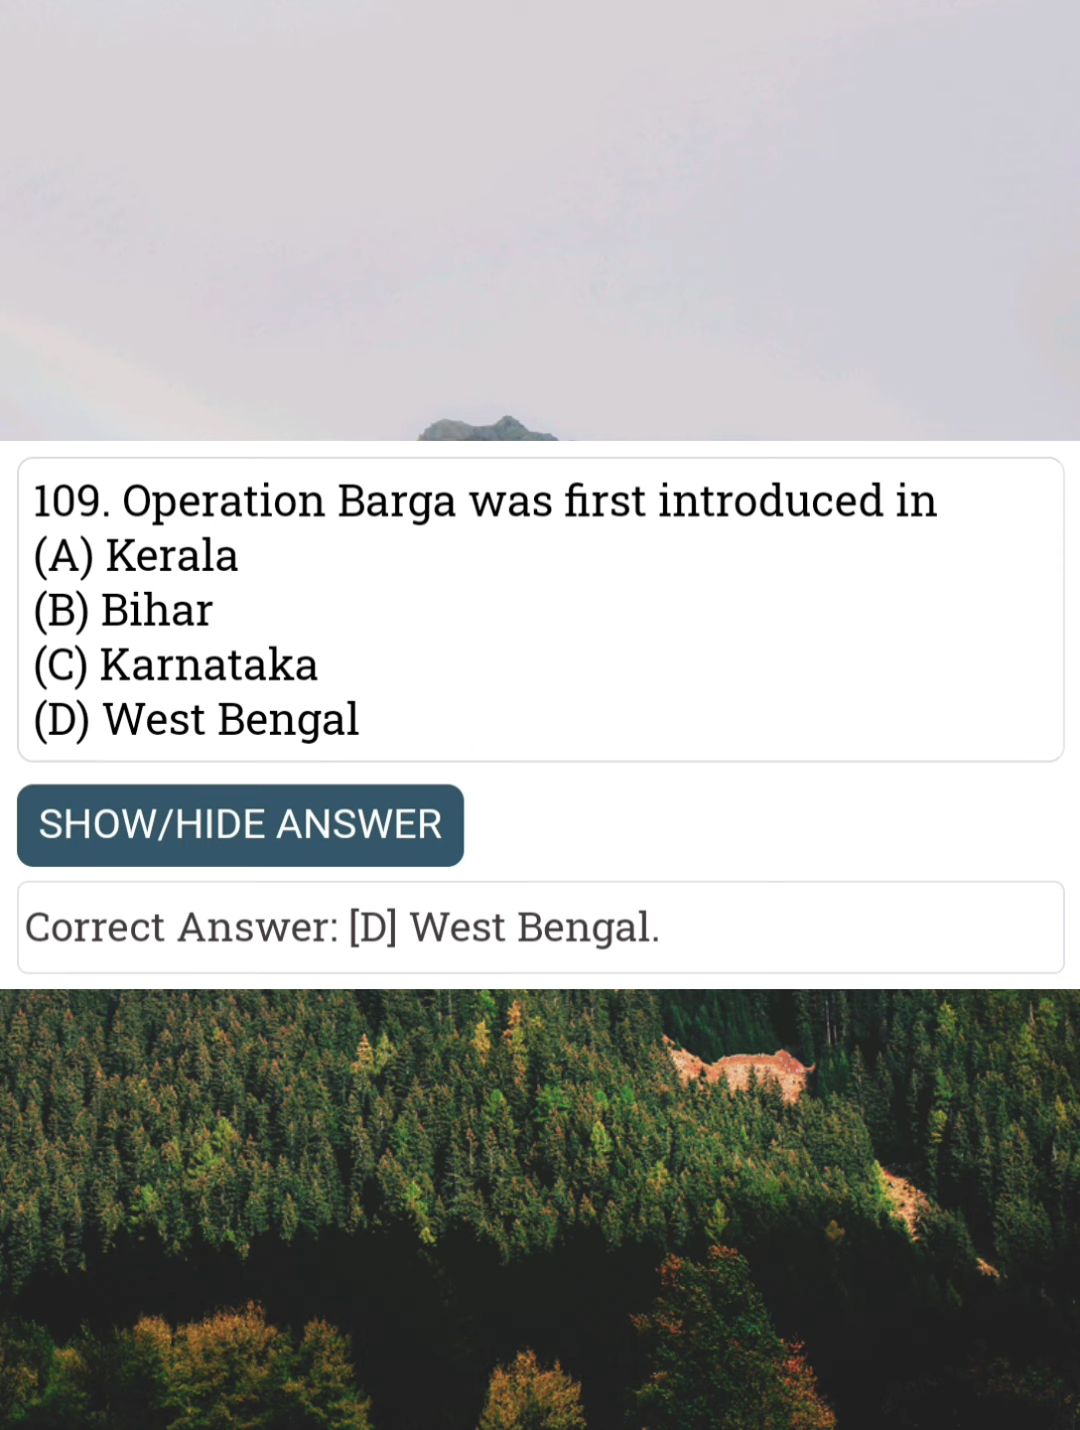 109. Operation Barga was first introduced in
(A) Kerala
(B) Bihar
(C) Karnataka
(D) West Bengal
SHOW/HIDE ANSWER
Correct Answer: [D] West Bengal.